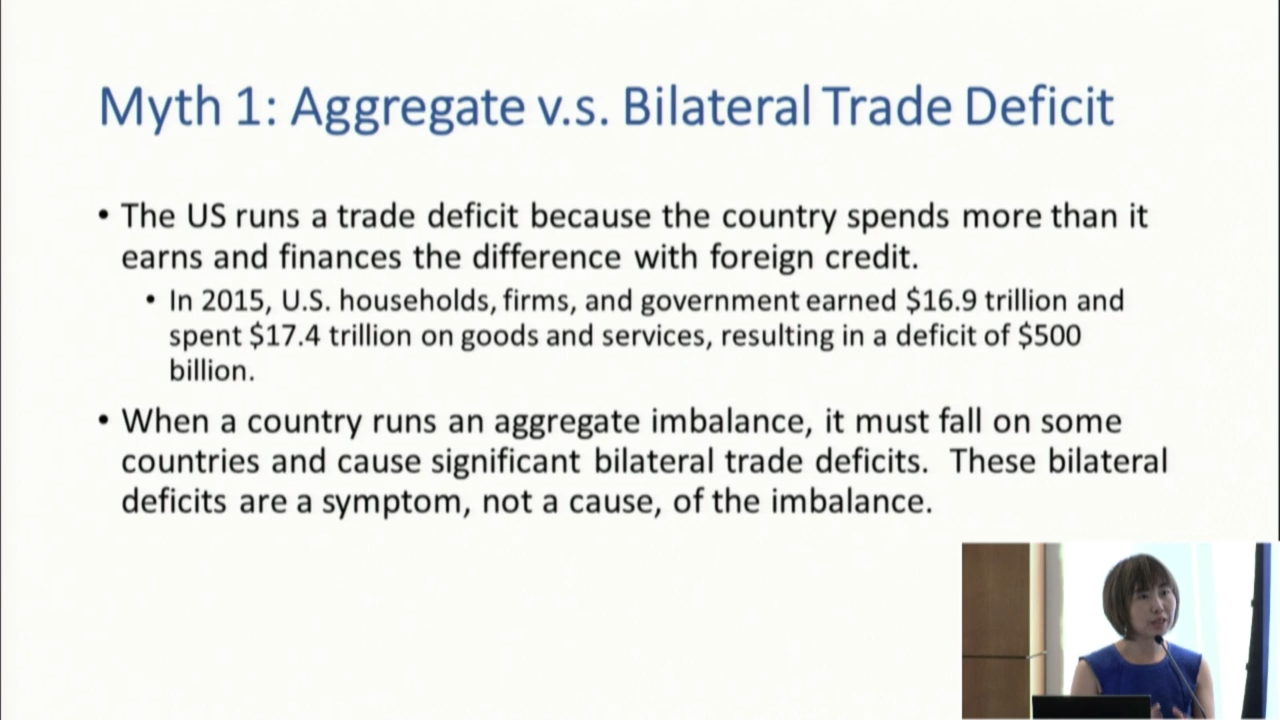 Myth 1: Aggregate v.s. Bilateral Trade Deficit
• The US runs a trade deficit because the country spends more than it
earns and finances the difference with foreign credit.
• In 2015, U.S. households, firms, and government earned $16.9 trillion and
spent $17.4 trillion on goods and services, resulting in a deficit of $500
billion.
• When a country runs an aggregate imbalance, it must fall on some
countries and cause significant bilateral trade deficits. These bilateral
deficits are a symptom, not a cause, of the imbalance.